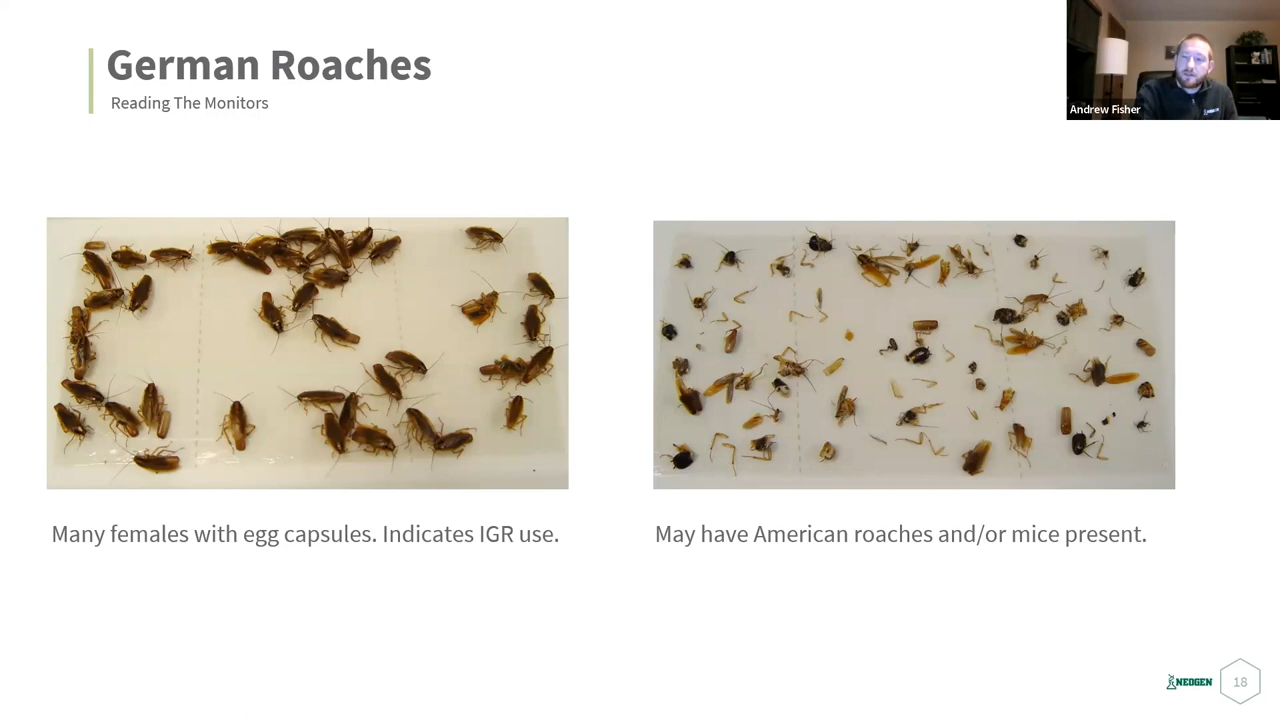 German Roaches
Reading The Monitors
Andrew Fisher
Many females with egg capsules. Indicates IGR use.
May have American roaches and/or mice present.
NEOGEN
18